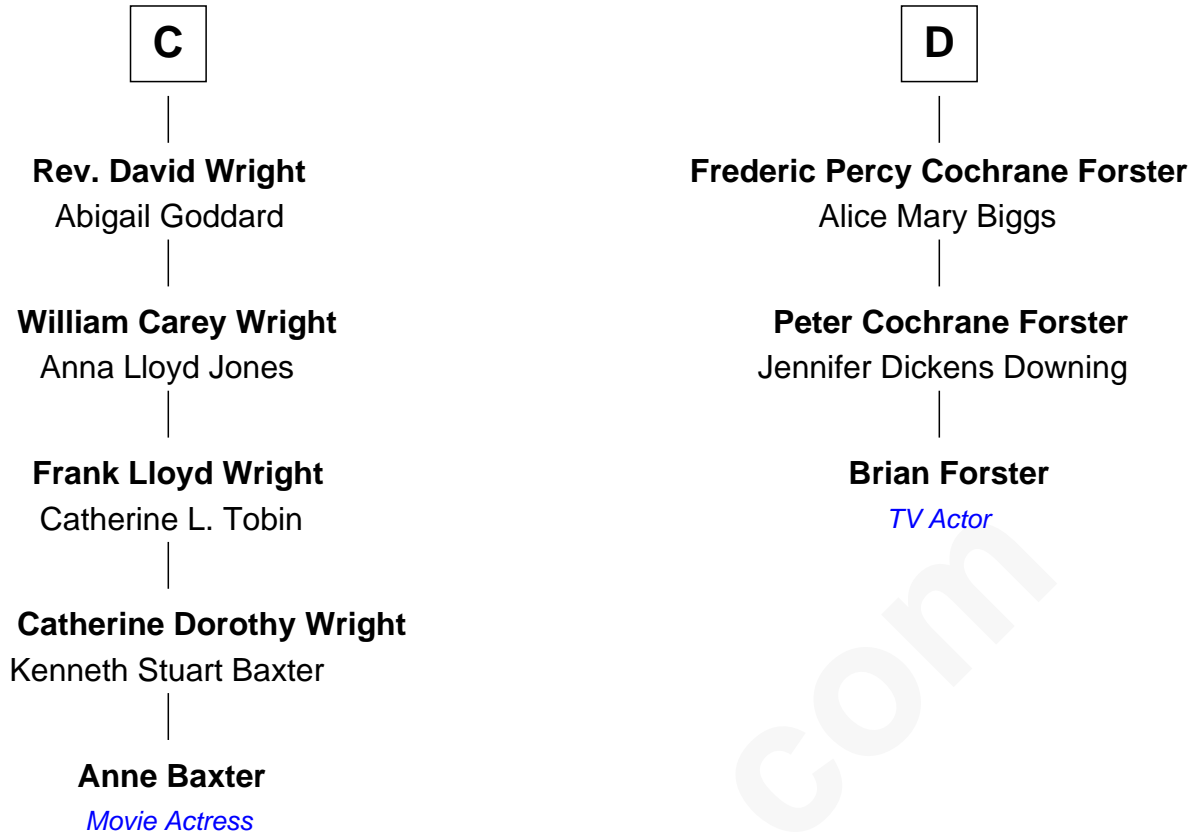 C
Rev. David Wright
Abigail Goddard
William Carey Wright
Anna Lloyd Jones
Frank Lloyd Wright
Catherine L. Tobin
Catherine Dorothy Wright
Kenneth Stuart Baxter
Anne Baxter
Movie Actress
D
Frederic Percy Cochrane Forster
Alice Mary Biggs
Peter Cochrane Forster
Jennifer Dickens Downing
Brian Forster
TV Actor
com